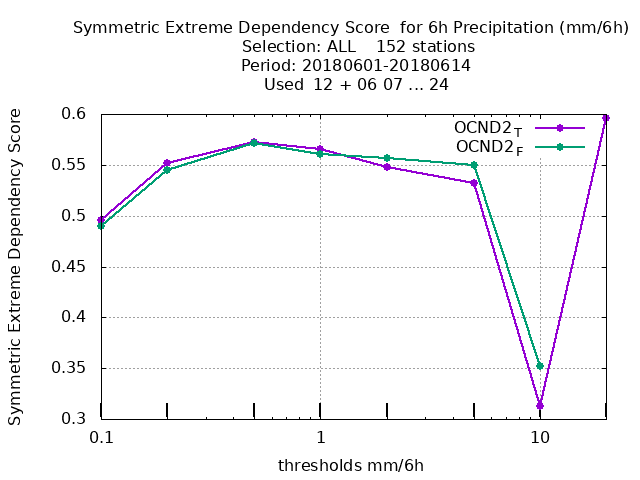 Symmetric Extreme Dependency Score  for 6h Precipitation (mm/6h)
Selection: ALL    152 stations
Period: 20180601-20180614
Used  12 + 06 07 ... 24
Symmetric Extreme Dependency Score
0.6
0.55
0.5
0.45
0.4
0.35
0.3
OCND2T
OCND2F
0.1
1
10
thresholds mm/6h